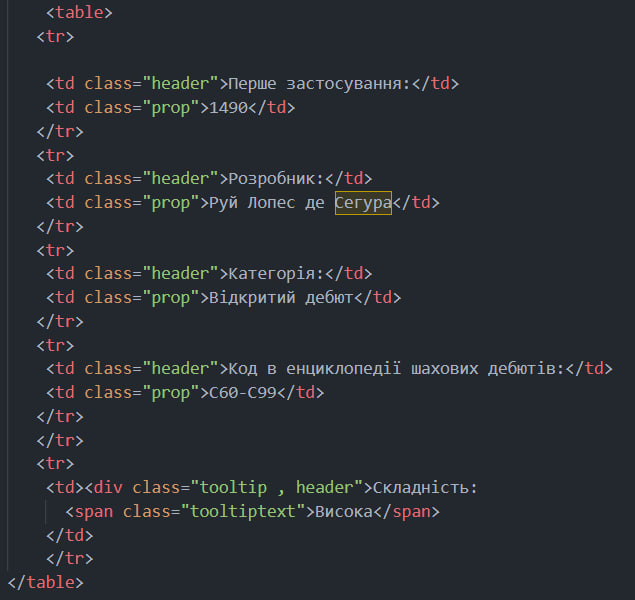 <table>
<tr>
<td class="header">Перше застосування:</td>
<td class="prop">1490</td>
</tr>
<tr>
<td class="header">Розробник:</td>
<td class="prop">Руй Лопес де Сегура</td>
</tr>
<tr>
<td class="header">Категорія:</td>
<td class="prop">Відкритий дебют</td>
</tr>
<tr>
<td class="header">Код в енциклопедії шахових дебютів:</td>
<td class="prop">C60-C99</td>
</tr>
</tr>
<tr>
<td><div class="tooltip , header">Складність:
<span class="tooltiptext">Висока</span>
</td>
</tr>
</table>